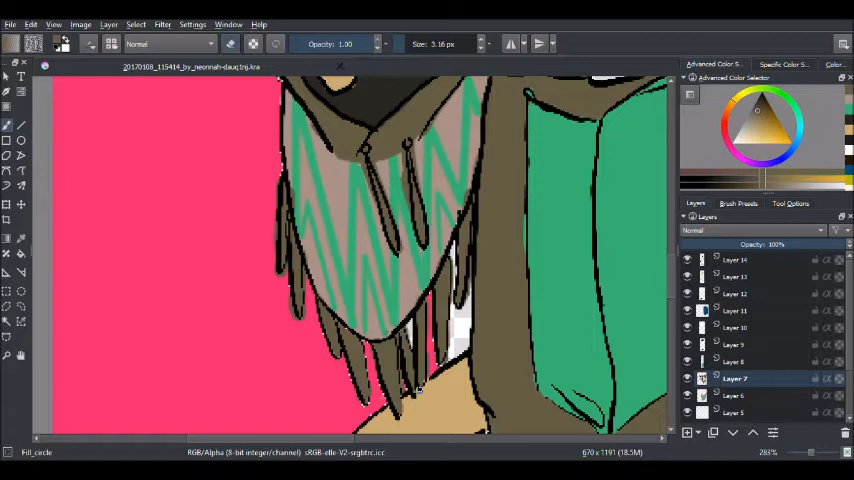 File Edit View Image Layer Select Filter Settings Window Help
Normal Opacity: 1.00 Size: 3.16 px
20170108_115414_by_neonnah-dauq1nj.kra
Advanced Color S... Specific Color S... Color...
Advanced Color Selector
Layers Brush Presets Tool Options
Layers
Normal
Opacity: 100%
Layer 14
Layer 13
Layer 12
Layer 11
Layer 10
Layer 9
Layer 8
Layer 7
Layer 6
Layer 5
Fill_circle RGB/Alpha (8-bit integer/channel) sRGB-elle-V2-srgbtrc.icc 670 x 1191 (18.5M) 283%